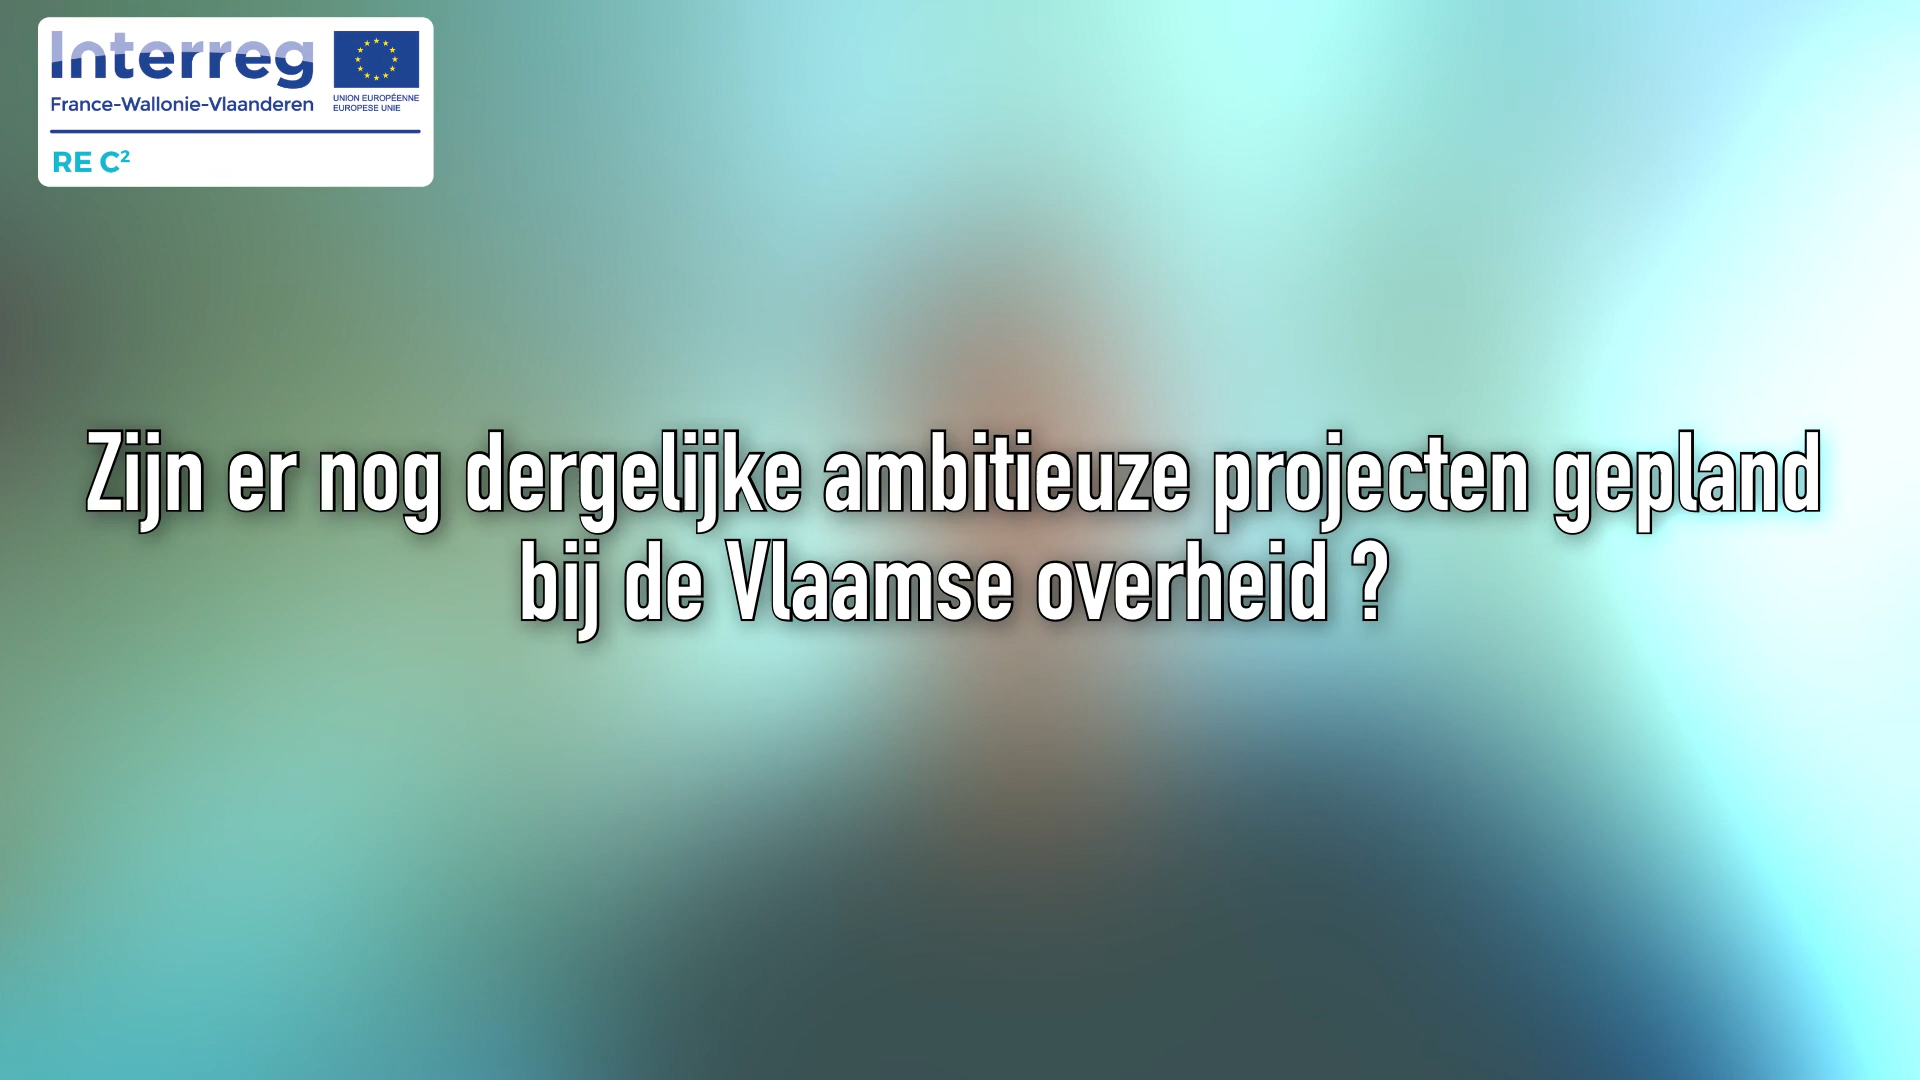 Interreg
France-Wallonie-Vlaanderen
UNION EUROPÉENNE
EUROPESE UNIE
RE C²
Zijn er nog dergelijke ambitieuze projecten gepland
bij de Vlaamse overheid ?